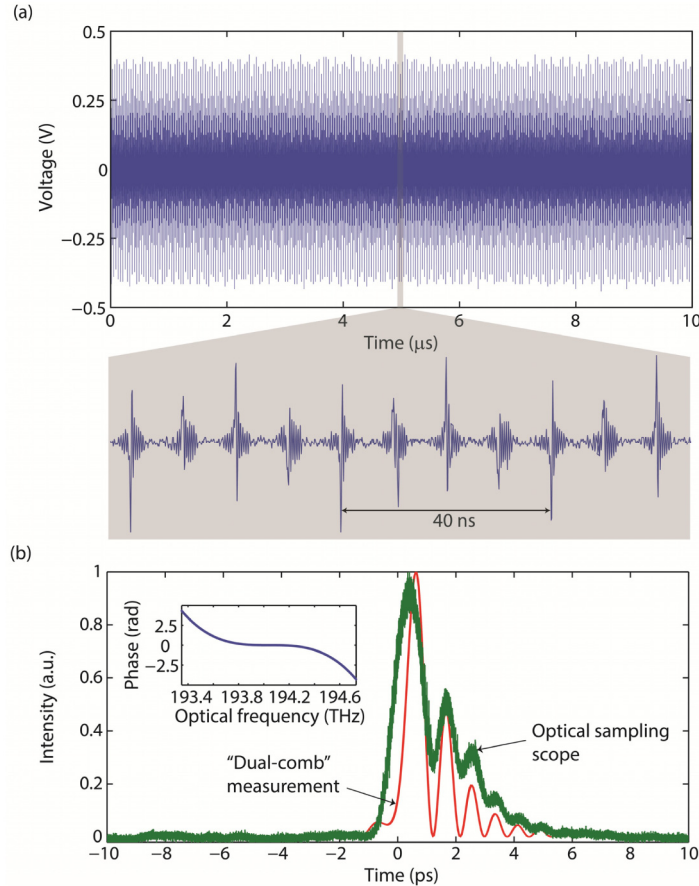 (a)
0.5
0.25
0
−0.25
−0.5
Voltage (V)
0 2 4 6 8 10
Time (μs)
40 ns
(b)
1
0.8
0.6
0.4
0.2
0
Intensity (a.u.)
2.5
0
−2.5
Phase (rad)
193.4 193.8 194.2 194.6
Optical frequency (THz)
"Dual-comb"
measurement
Optical sampling
scope
−10 −8 −6 −4 −2 0 2 4 6 8 10
Time (ps)